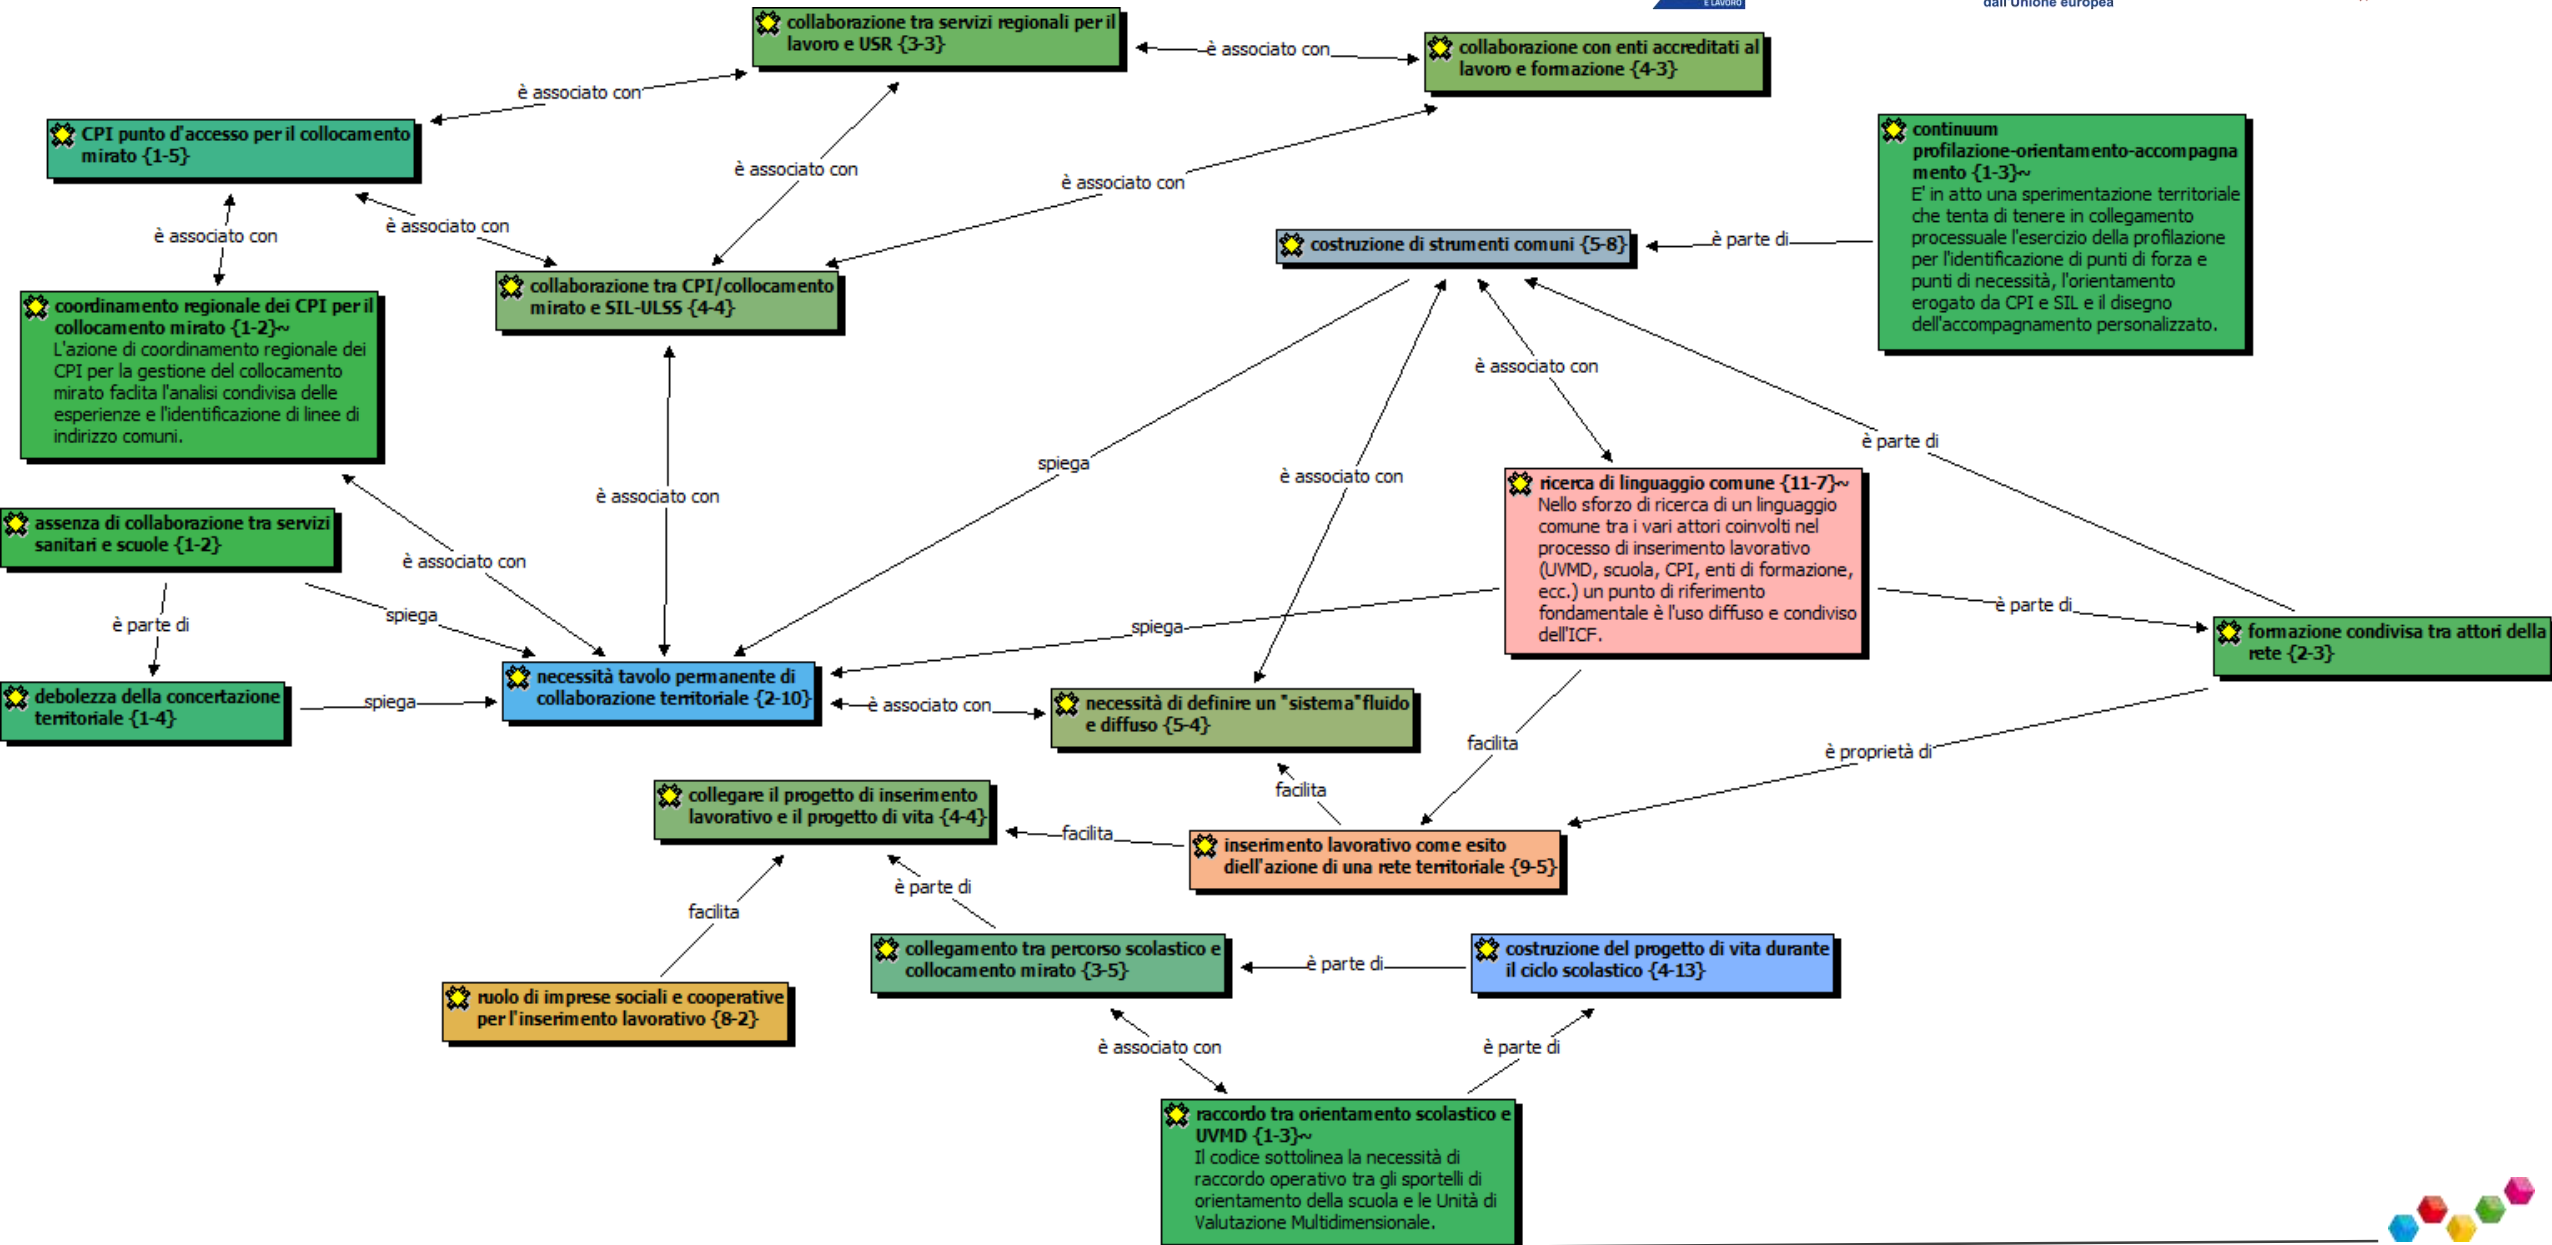 E LAVORO
dall'Unione europea
collaborazione tra servizi regionali per il
lavoro e USR {3-3}
è associato con
collaborazione con enti accreditati al
lavoro e formazione {4-3}
è associato con
CPI punto d'accesso per il collocamento
mirato {1-5}
continuum
profilazione-orientamento-accompagna
mento {1-3}~
E' in atto una sperimentazione territoriale
che tenta di tenere in collegamento
processuale l'esercizio della profilazione
per l'identificazione di punti di forza e
punti di necessità, l'orientamento
erogato da CPI e SIL e il disegno
dell'accompagnamento personalizzato.
è associato con
è associato con
è associato con
è associato con
costruzione di strumenti comuni {5-8}
è parte di
collaborazione tra CPI/collocamento
mirato e SIL-ULSS {4-4}
coordinamento regionale dei CPI per il
collocamento mirato {1-2}~
L'azione di coordinamento regionale dei
CPI per la gestione del collocamento
mirato faclita l'analisi condivisa delle
esperienze e l'identificazione di linee di
indirizzo comuni.
è associato con
è parte di
spiega
è associato con
è associato con
ricerca di linguaggio comune {11-7}~
Nello sforzo di ricerca di un linguaggio
comune tra i vari attori coinvolti nel
processo di inserimento lavorativo
(UVMD, scuola, CPI, enti di formazione,
ecc.) un punto di riferimento
fondamentale è l'uso diffuso e condiviso
dell'ICF.
assenza di collaborazione tra servizi
sanitari e scuole {1-2}
è associato con
è parte di
spiega
spiega
è parte di
formazione condivisa tra attori della
rete {2-3}
necessità tavolo permanente di
collaborazione territoriale {2-10}
debolezza della concertazione
territoriale {1-4}
spiega
è associato con
necessità di definire un "sistema"fluido
e diffuso {5-4}
facilita
è proprietà di
facilita
collegare il progetto di inserimento
lavorativo e il progetto di vita {4-4}
facilita
inserimento lavorativo come esito
diell'azione di una rete territoriale {9-5}
è parte di
facilita
collegamento tra percorso scolastico e
collocamento mirato {3-5}
è parte di
costruzione del progetto di vita durante
il ciclo scolastico {4-13}
ruolo di imprese sociali e cooperative
per l'inserimento lavorativo {8-2}
è associato con
è parte di
raccordo tra orientamento scolastico e
UVMD {1-3}~
Il codice sottolinea la necessità di
raccordo operativo tra gli sportelli di
orientamento della scuola e le Unità di
Valutazione Multidimensionale.